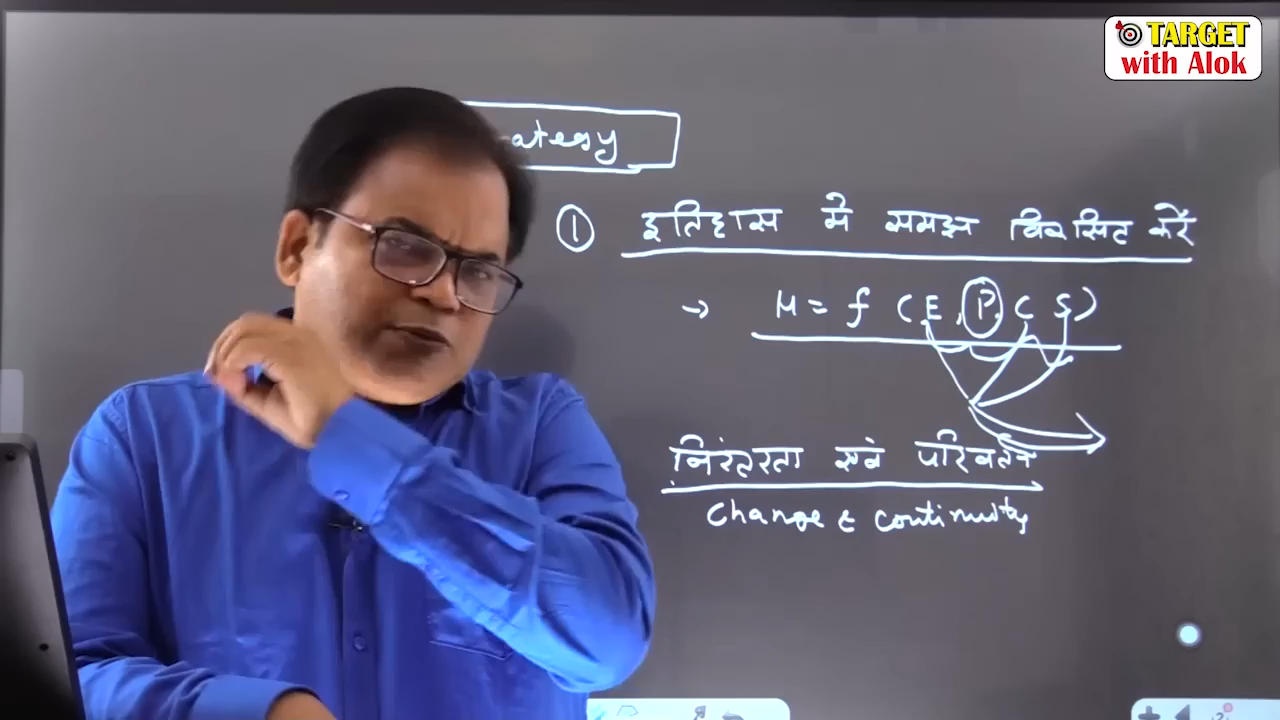 TARGET
with Alok
ategy
① इतिहास मे समझ विकसित करें
→ H = f (E, P, C S)
निरंतरता एवं परिवर्तन
Change & continuity